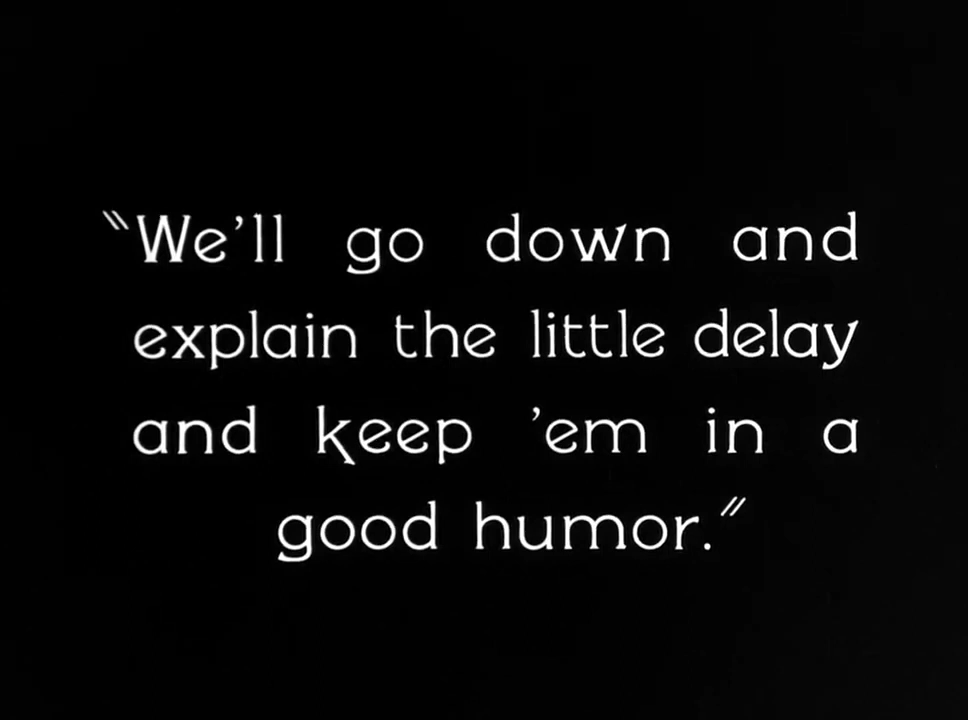 "We'll go down and
explain the little delay
and keep 'em in a
good humor."